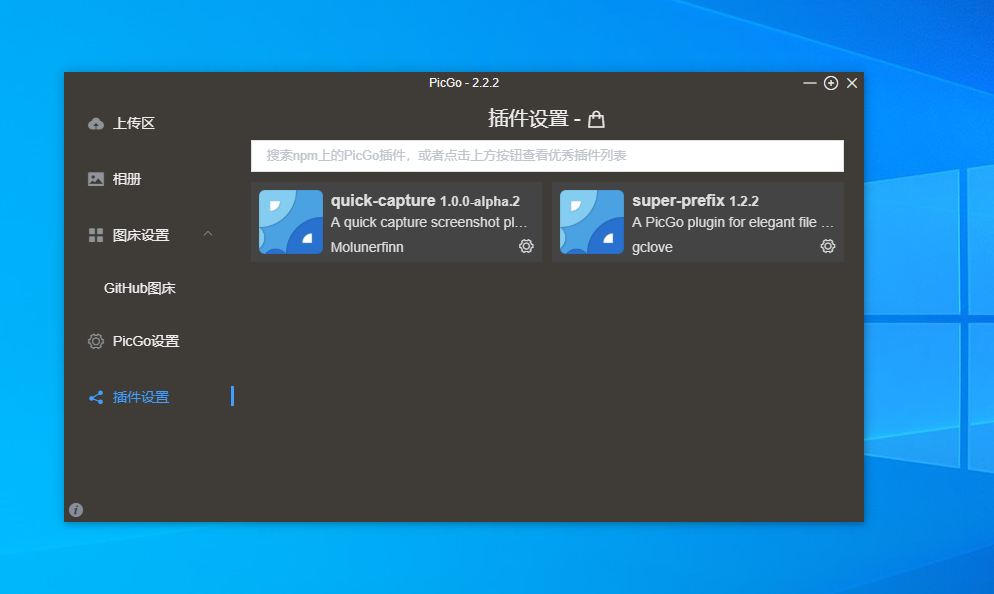 PicGo - 2.2.2
上传区
相册
图床设置
GitHub图床
PicGo设置
插件设置
插件设置 -
搜索npm上的PicGo插件，或者点击上方按钮查看优秀插件列表
quick-capture 1.0.0-alpha.2
A quick capture screenshot pl...
Molunerfinn
super-prefix 1.2.2
A PicGo plugin for elegant file ...
gclove